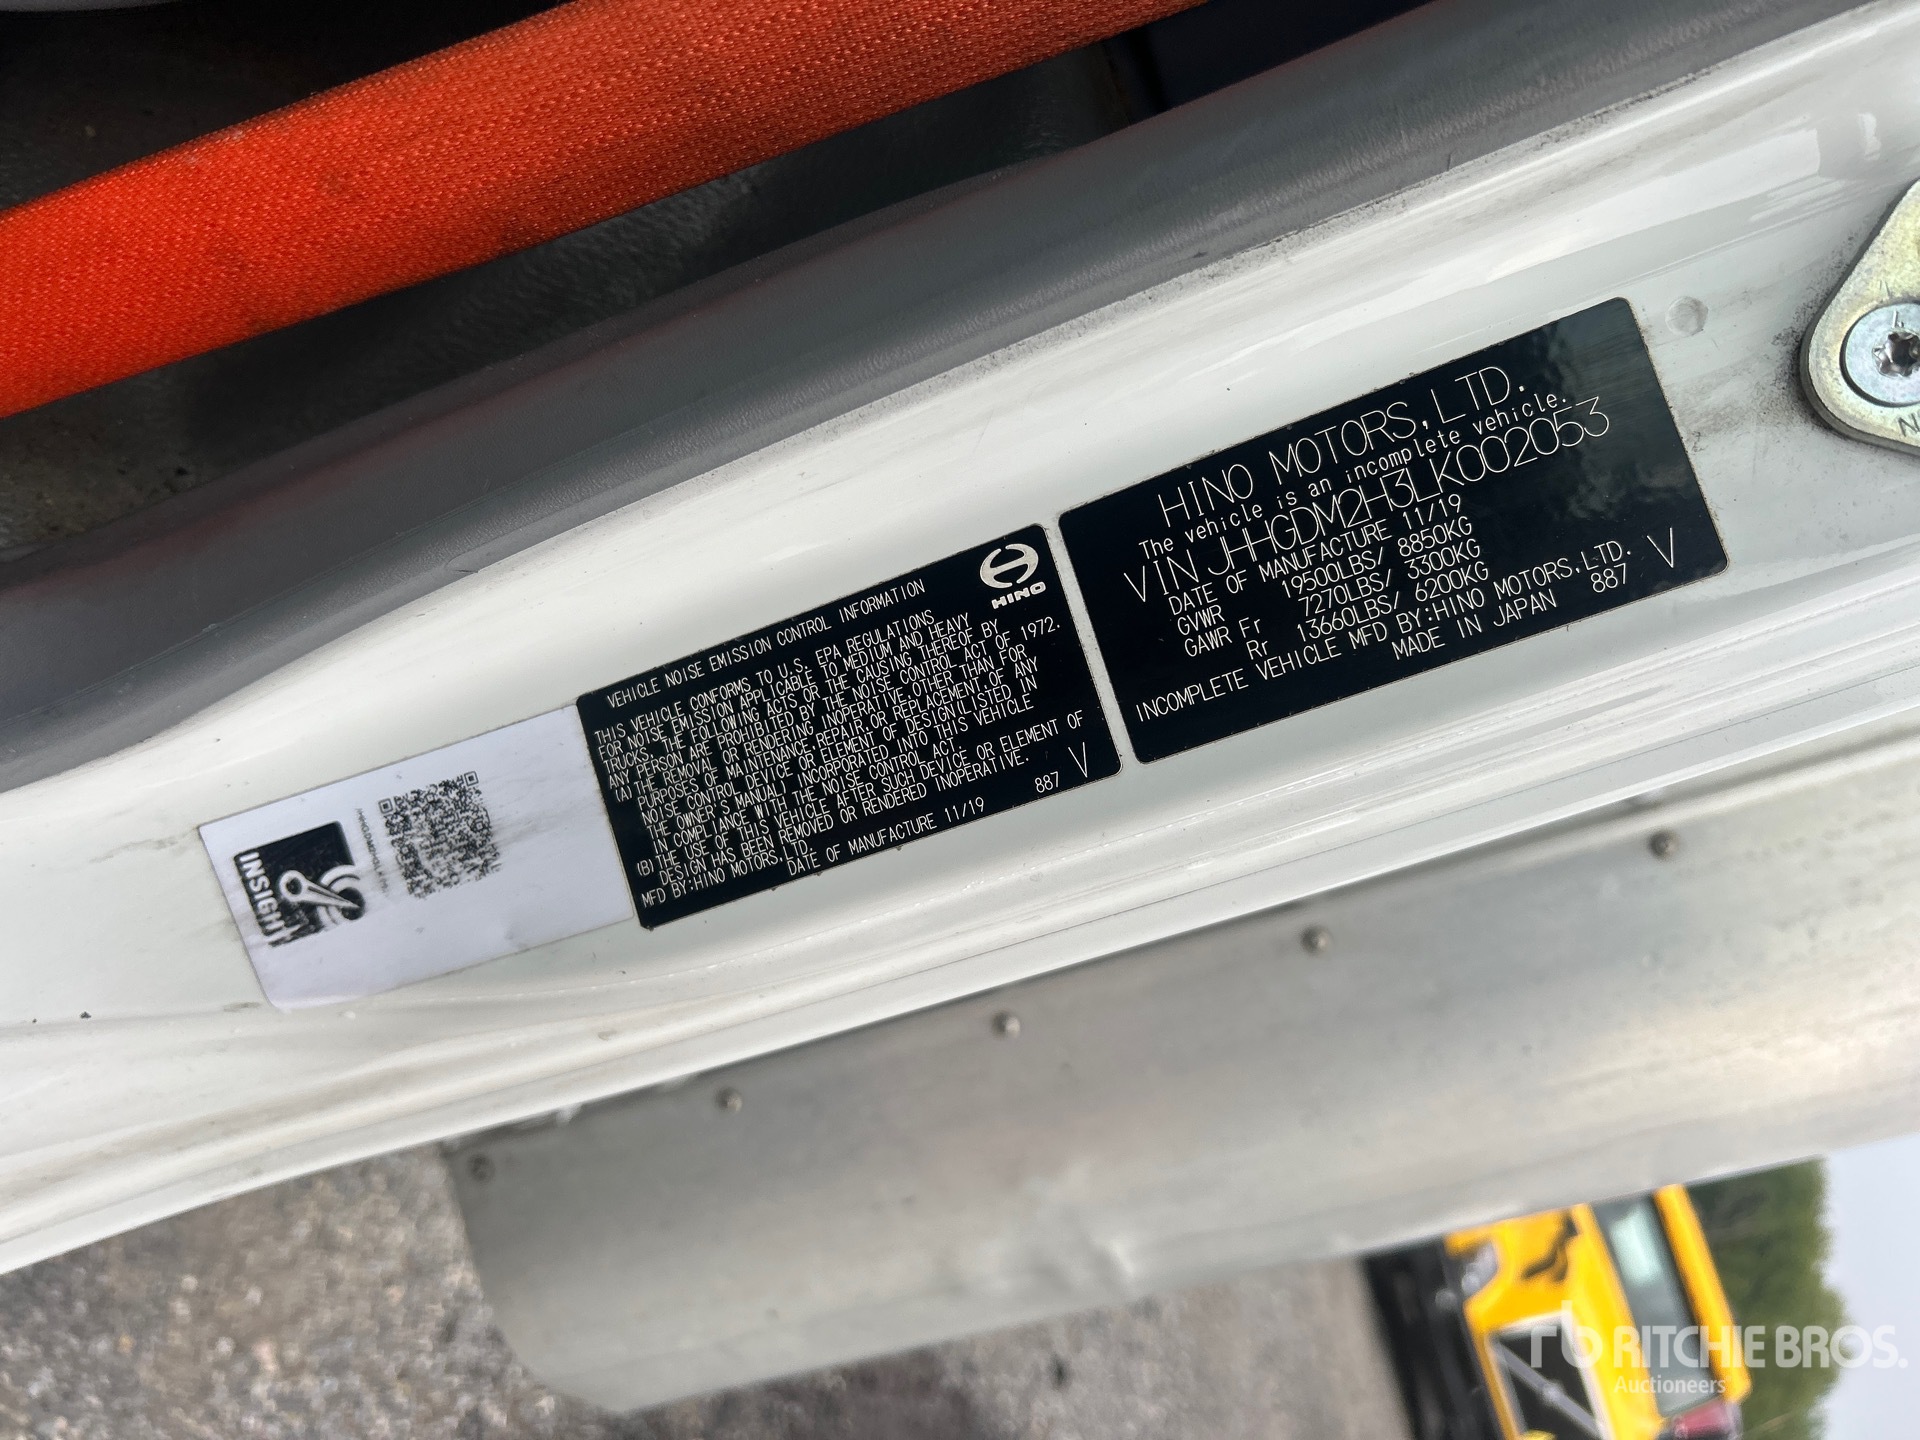 HINO MOTORS,LTD.
The vehicle is an incomplete vehicle.
VIN JHHGDM2H3LK002053
DATE OF MANUFACTURE 11/19
GVWR 19500LBS/ 8850KG
GAWR Fr 7270LBS/ 3300KG
Rr 13660LBS/ 6200KG
INCOMPLETE VEHICLE MFD BY:HINO MOTORS,LTD.
MADE IN JAPAN 887 V
VEHICLE NOISE EMISSION CONTROL INFORMATION
HINO
THIS VEHICLE CONFORMS TO U.S. EPA REGULATIONS
FOR NOISE EMISSION APPLICABLE TO MEDIUM AND HEAVY
TRUCKS. THE FOLLOWING ACTS OR THE CAUSING THEREOF BY
ANY PERSON ARE PROHIBITED BY THE NOISE CONTROL ACT OF 1972.
(A) THE REMOVAL OR RENDERING INOPERATIVE, OTHER THAN FOR
PURPOSES OF MAINTENANCE, REPAIR, OR REPLACEMENT OF ANY
NOISE CONTROL DEVICE OR ELEMENT OF DESIGN(LISTED IN
THE OWNER'S MANUAL) INCORPORATED INTO THIS VEHICLE
IN COMPLIANCE WITH THE NOISE CONTROL ACT.
(B) THE USE OF THIS VEHICLE AFTER SUCH DEVICE OR ELEMENT OF
DESIGN HAS BEEN REMOVED OR RENDERED INOPERATIVE.
MFD BY:HINO MOTORS,LTD.
DATE OF MANUFACTURE 11/19 887 V
INSIGHT
RITCHIE BROS.
Auctioneers